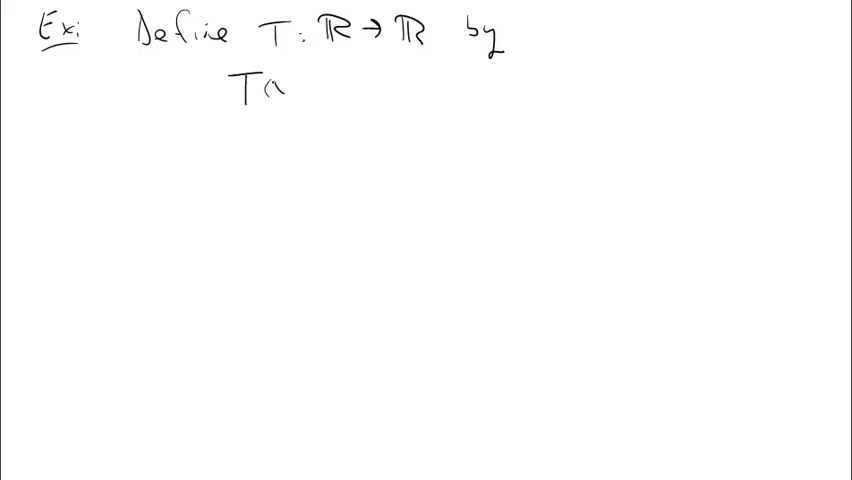 Ex: Define T: ℝ → ℝ by
T(